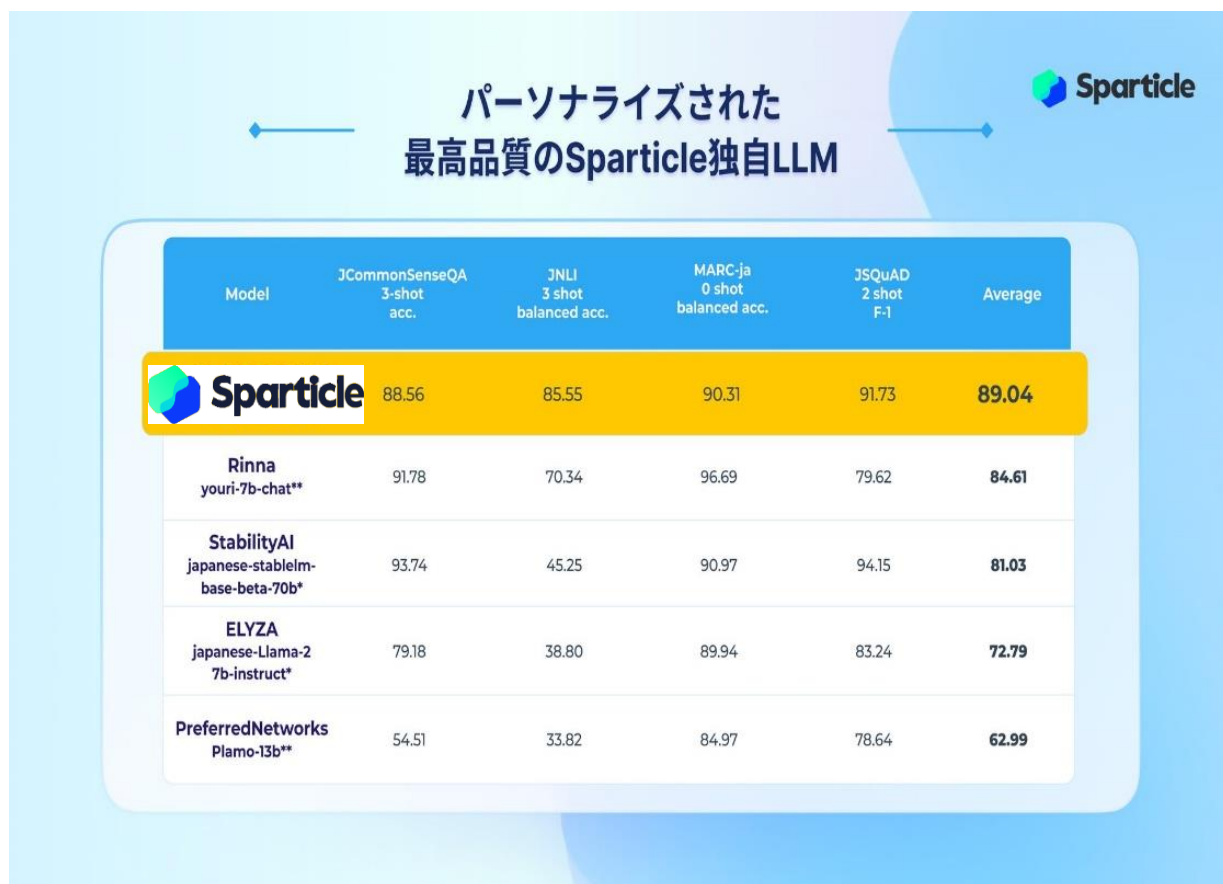 Sparticle
パーソナライズされた
最高品質のSparticle独自LLM
Model
JCommonSenseQA
3-shot
acc.
JNLI
3 shot
balanced acc.
MARC-ja
0 shot
balanced acc.
JSQuAD
2 shot
F-1
Average
Sparticle 88.56 85.55 90.31 91.73 89.04
Rinna
youri-7b-chat**
91.78 70.34 96.69 79.62 84.61
StabilityAI
japanese-stablelm-
base-beta-70b*
93.74 45.25 90.97 94.15 81.03
ELYZA
japanese-Llama-2
7b-instruct*
79.18 38.80 89.94 83.24 72.79
PreferredNetworks
Plamo-13b**
54.51 33.82 84.97 78.64 62.99